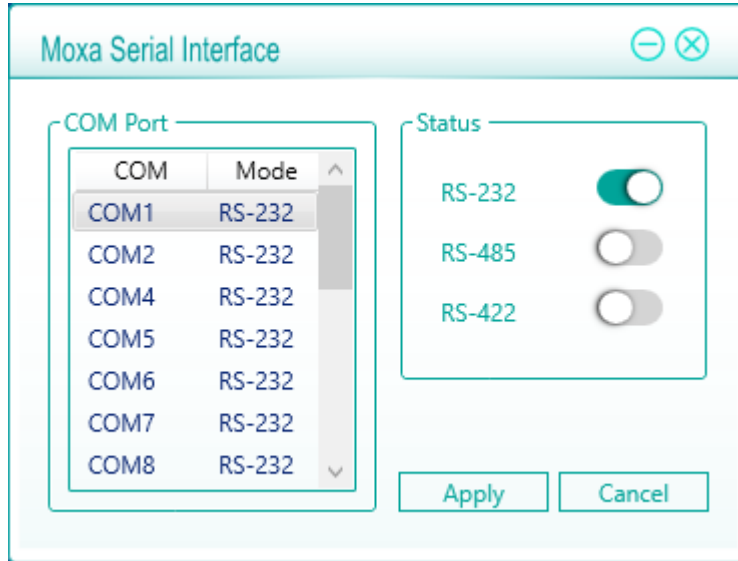 Moxa Serial Interface
COM Port
COM Mode
COM1 RS-232
COM2 RS-232
COM4 RS-232
COM5 RS-232
COM6 RS-232
COM7 RS-232
COM8 RS-232
Status
RS-232
RS-485
RS-422
Apply Cancel